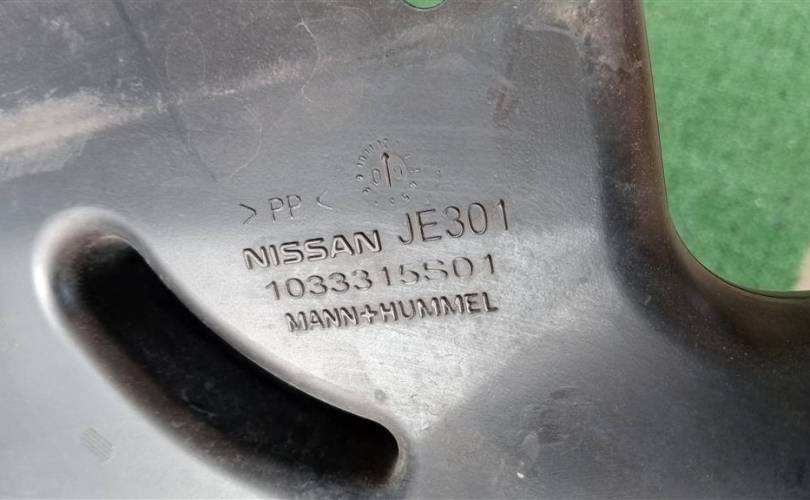 >PP<
NISSAN JE301
1033315S01
MANN+HUMMEL